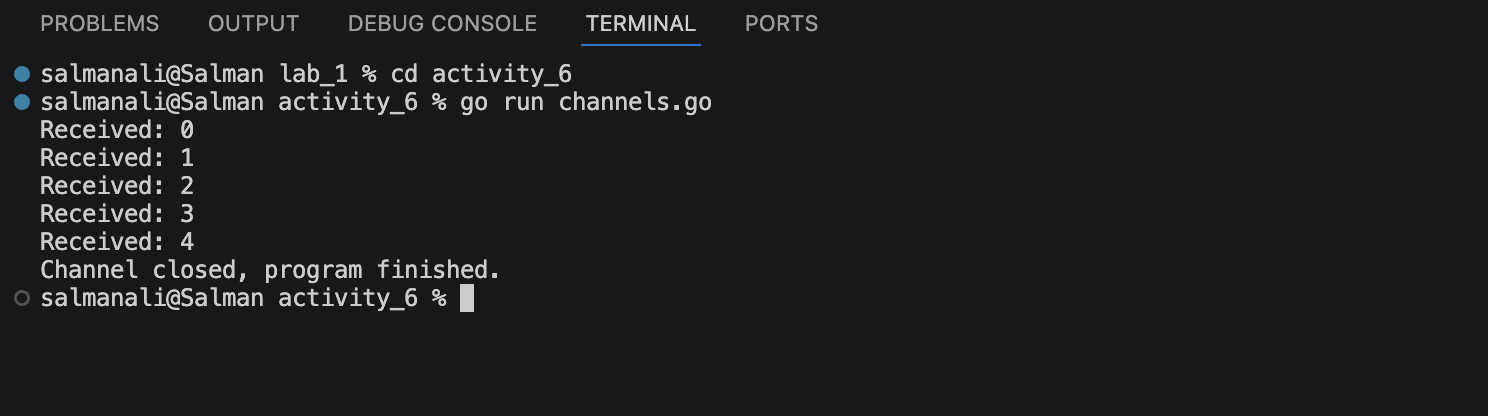 PROBLEMS OUTPUT DEBUG CONSOLE TERMINAL PORTS
salmanali@Salman lab_1 % cd activity_6
salmanali@Salman activity_6 % go run channels.go
Received: 0
Received: 1
Received: 2
Received: 3
Received: 4
Channel closed, program finished.
salmanali@Salman activity_6 %